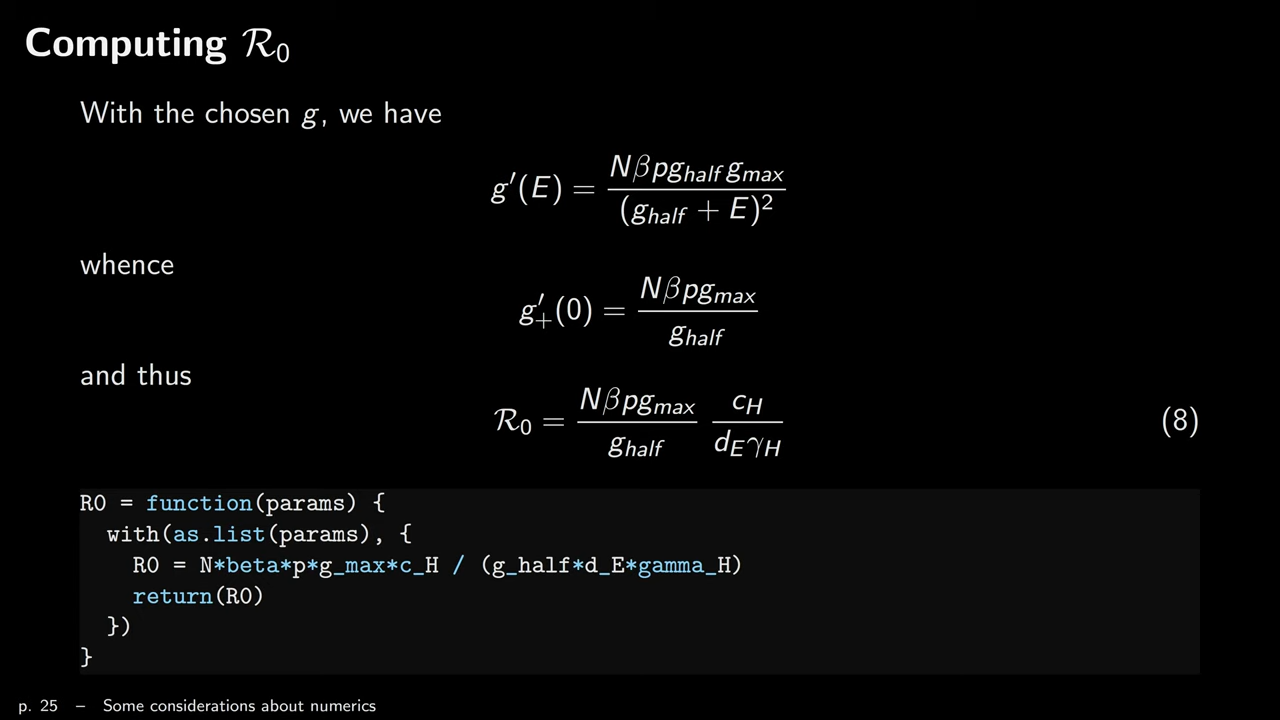 Computing R₀
With the chosen g, we have
g′(E) = Nβpg_half g_max / (g_half + E)²
whence
g′₊(0) = Nβpg_max / g_half
and thus
R₀ = Nβpg_max / g_half c_H / d_Eγ_H (8)
R0 = function(params) {
  with(as.list(params), {
    R0 = N*beta*p*g_max*c_H / (g_half*d_E*gamma_H)
    return(R0)
  })
}
p. 25 – Some considerations about numerics